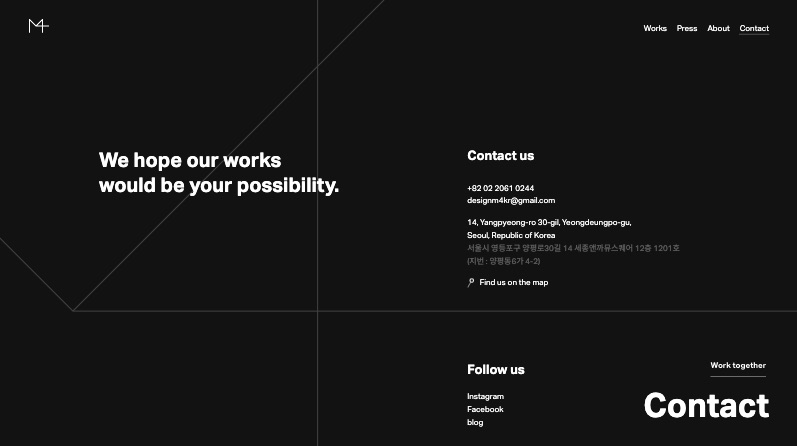 M4
Works
Press
About
Contact
We hope our works
would be your possibility.
Contact us
+82 02 2061 0244
designm4kr@gmail.com
14, Yangpyeong-ro 30-gil, Yeongdeungpo-gu,
Seoul, Republic of Korea
서울시 영등포구 양평로30길 14 세종앤까뮤스퀘어 12층 1201호
(지번 : 양평동6가 4-2)
Find us on the map
Follow us
Instagram
Facebook
blog
Work together
Contact